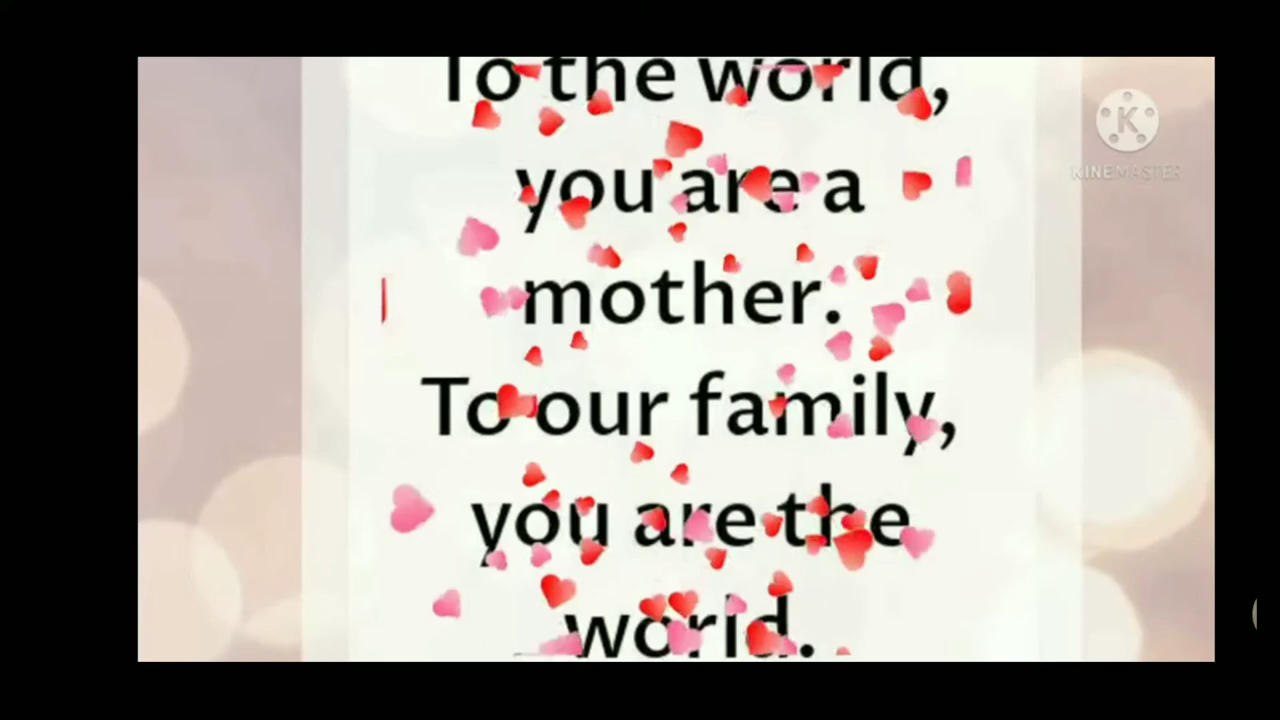 To the world,
you are a
mother.
To our family,
you are the
world.
K
KINEMASTER